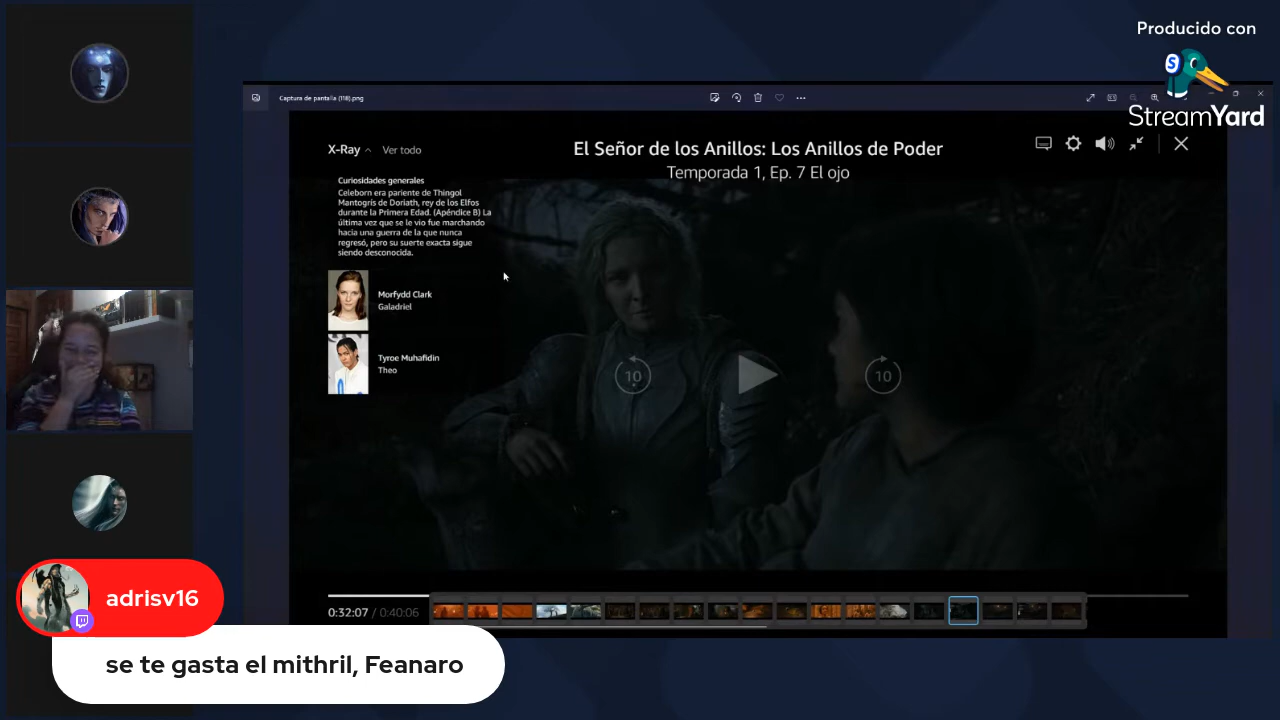 Producido con
StreamYard
Captura de pantalla (118).png
X-Ray
Ver todo
El Señor de los Anillos: Los Anillos de Poder
Temporada 1, Ep. 7 El ojo
Curiosidades generales
Celeborn era pariente de Thingol
Mantogrís de Doriath, rey de los Elfos
durante la Primera Edad. (Apéndice B) La
última vez que se le vio fue marchando
hacia una guerra de la que nunca
regresó, pero su suerte exacta sigue
siendo desconocida.
Morfydd Clark
Galadriel
Tyroe Muhafidin
Theo
10
10
0:32:07 / 0:40:06
adrisv16
se te gasta el mithril, Feanaro